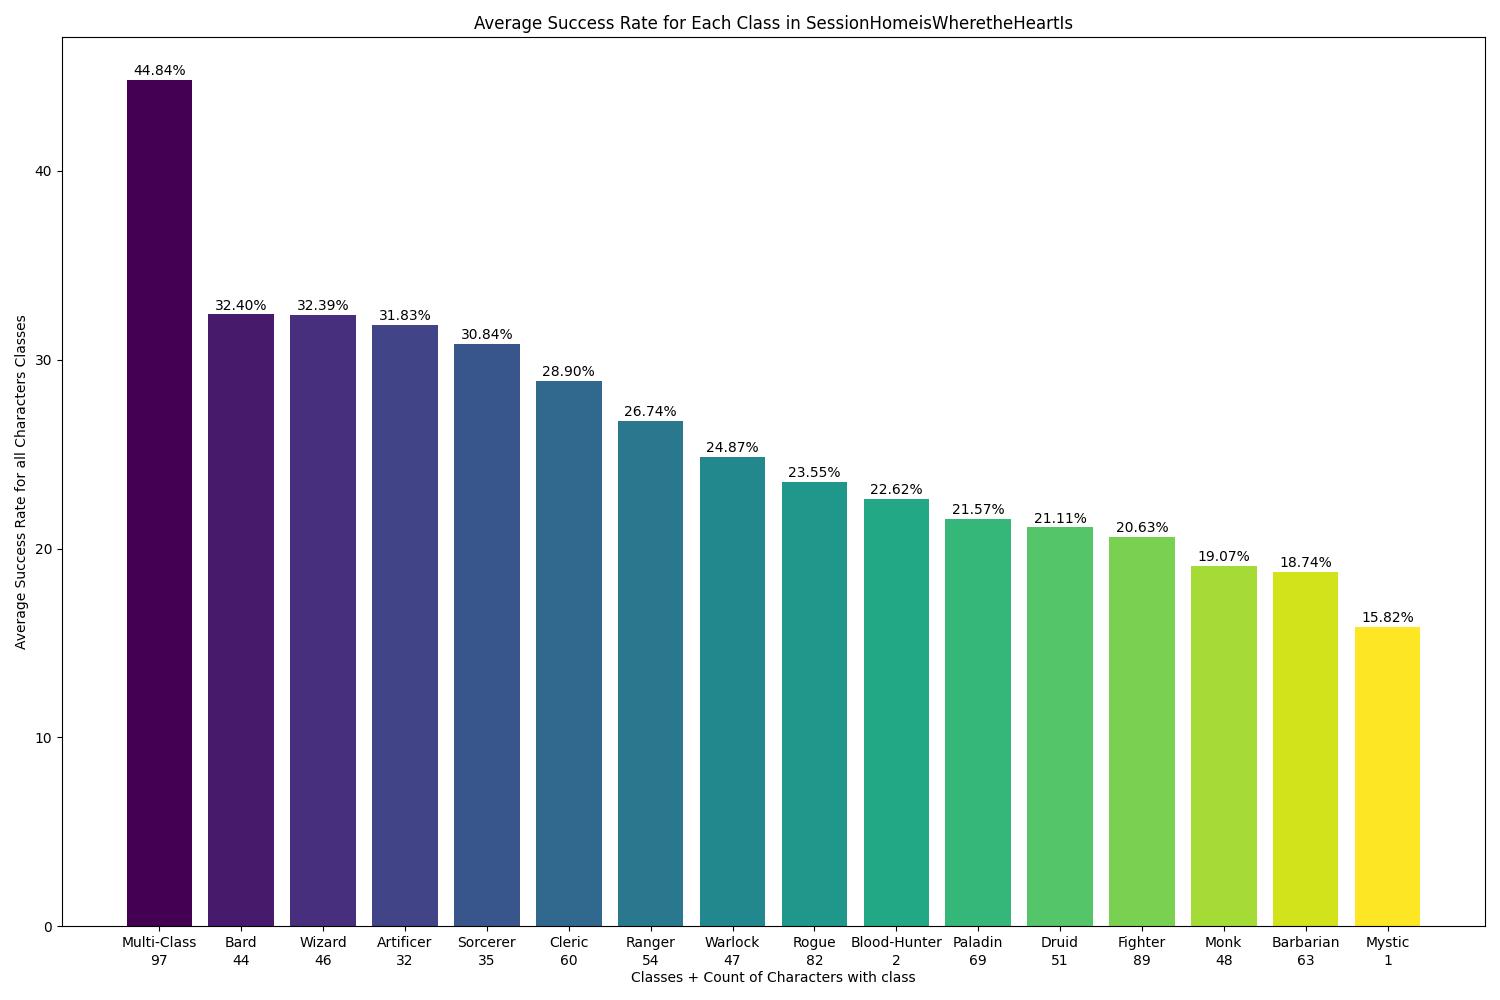 Average Success Rate for Each Class in SessionHomeisWheretheHeartIs
Average Success Rate for all Characters Classes
40
30
20
10
0
44.84%
32.40%
32.39%
31.83%
30.84%
28.90%
26.74%
24.87%
23.55%
22.62%
21.57%
21.11%
20.63%
19.07%
18.74%
15.82%
Multi-Class
97
Bard
44
Wizard
46
Artificer
32
Sorcerer
35
Cleric
60
Ranger
54
Warlock
47
Rogue
82
Blood-Hunter
2
Paladin
69
Druid
51
Fighter
89
Monk
48
Barbarian
63
Mystic
1
Classes + Count of Characters with class